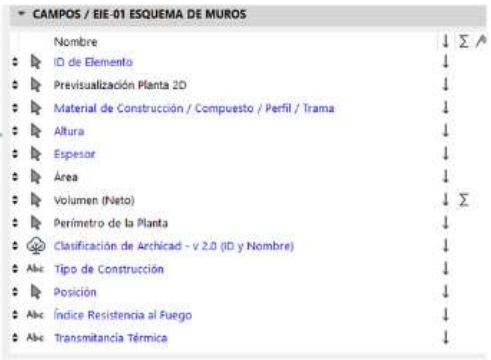 CAMPOS / EIE-01 ESQUEMA DE MUROS
Nombre
ID de Elemento
Previsualización Planta 2D
Material de Construcción / Compuesto / Perfil / Trama
Altura
Espesor
Área
Volumen (Neto)
Perímetro de la Planta
Clasificación de Archicad - v 2.0 (ID y Nombre)
Abc Tipo de Construcción
Posición
Abc Índice Resistencia al Fuego
Abc Transmitancia Térmica